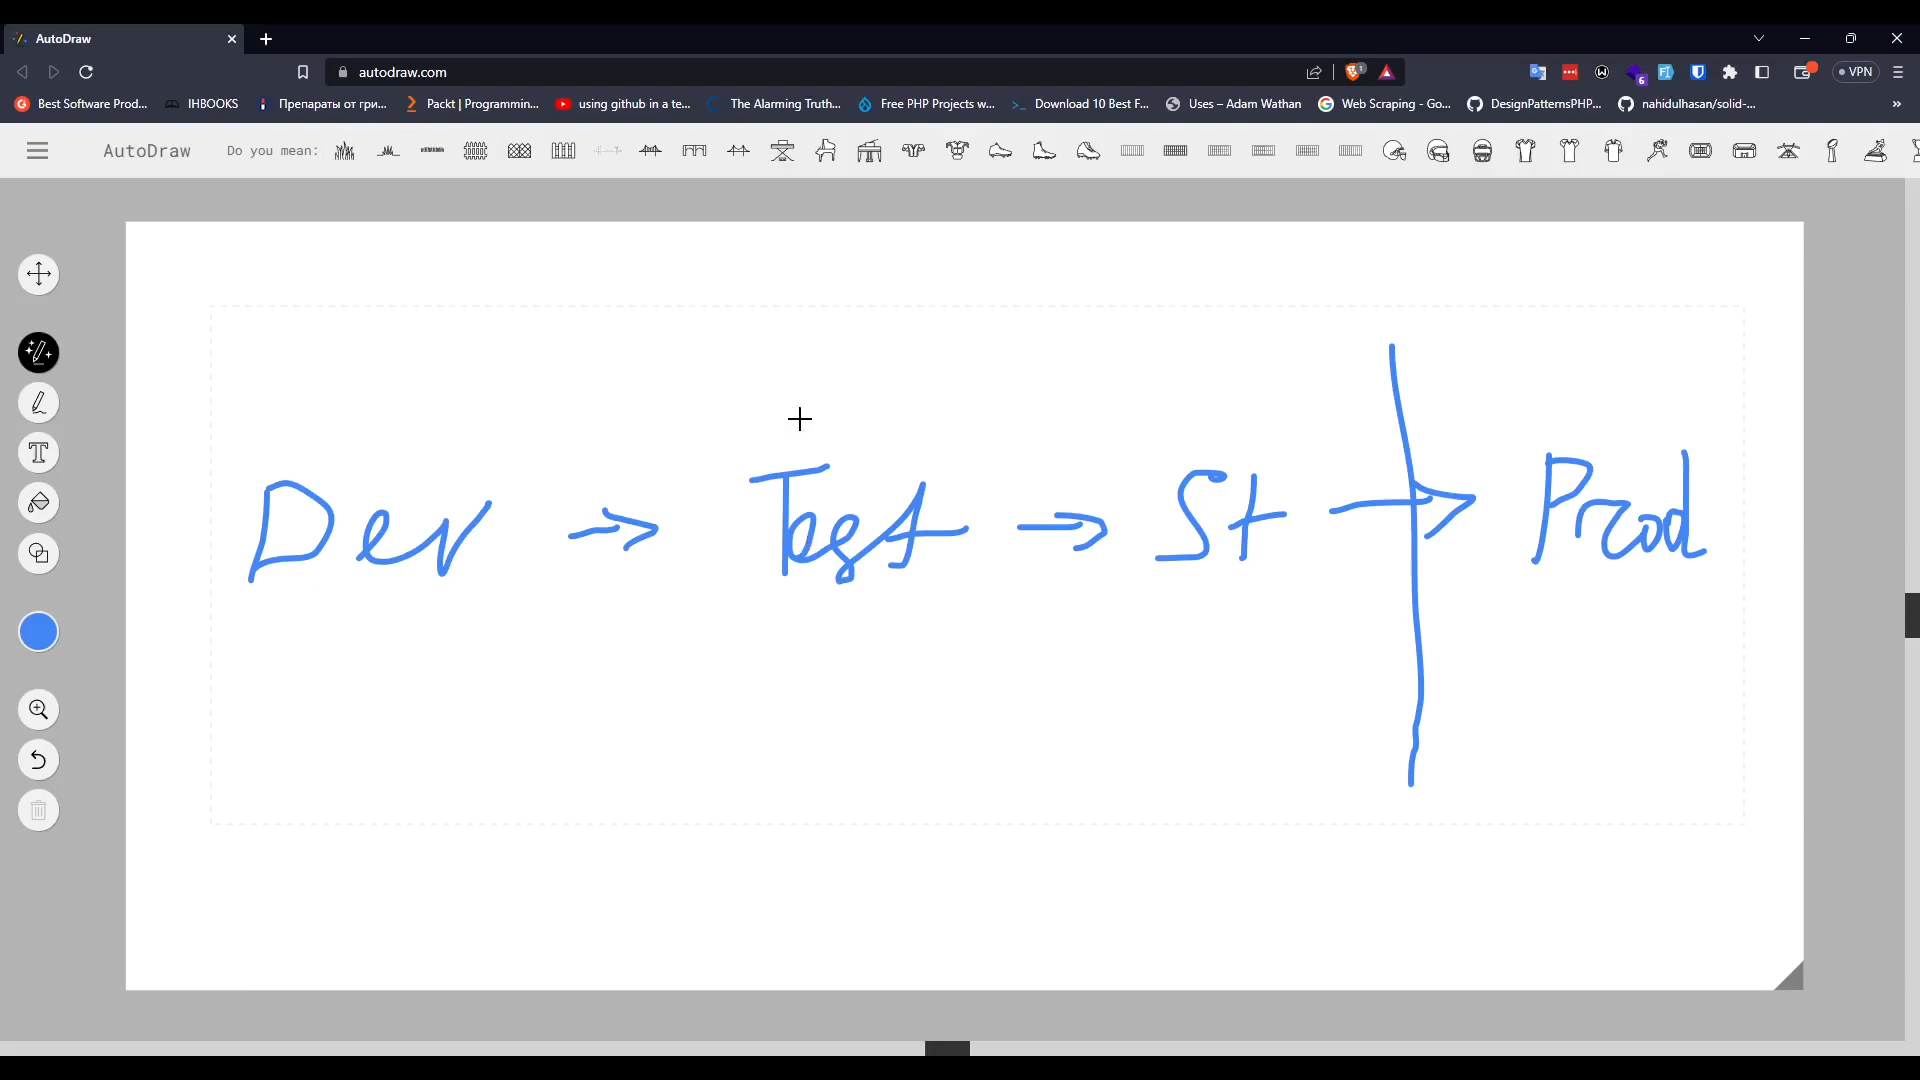 AutoDraw
autodraw.com
1
6
VPN
Best Software Prod...
IHBOOKS
Препараты от гри...
Packt | Programmin...
using github in a te...
The Alarming Truth...
Free PHP Projects w...
Download 10 Best F...
Uses – Adam Wathan
Web Scraping - Go...
DesignPatternsPHP...
nahidulhasan/solid-...
»
AutoDraw
Do you mean:
T
Dev → Test → St → Prod